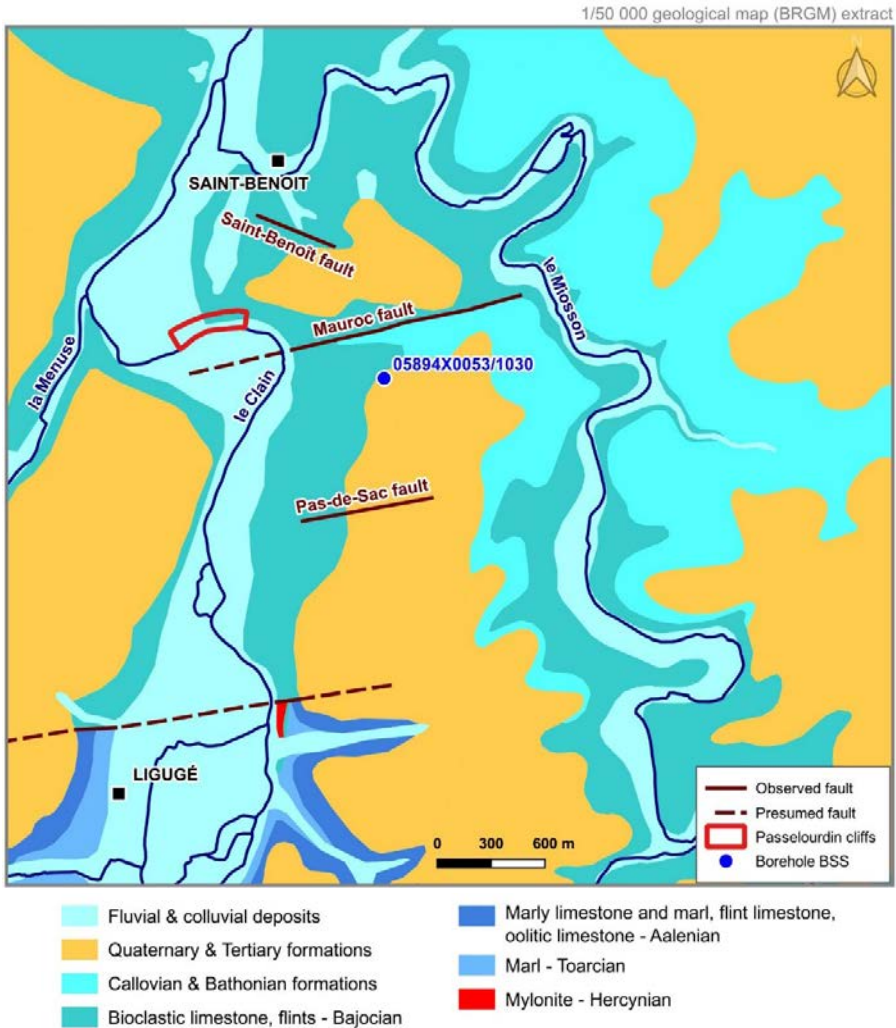 1/50 000 geological map (BRGM) extract
N
SAINT-BENOIT
Saint-Benoît fault
Mauroc fault
le Miosson
la Menuse
le Clain
05894X0053/1030
Pas-de-Sac fault
LIGUGÉ
0 300 600 m
Observed fault
Presumed fault
Passelourdin cliffs
Borehole BSS
Fluvial & colluvial deposits
Quaternary & Tertiary formations
Callovian & Bathonian formations
Bioclastic limestone, flints - Bajocian
Marly limestone and marl, flint limestone,
oolitic limestone - Aalenian
Marl - Toarcian
Mylonite - Hercynian